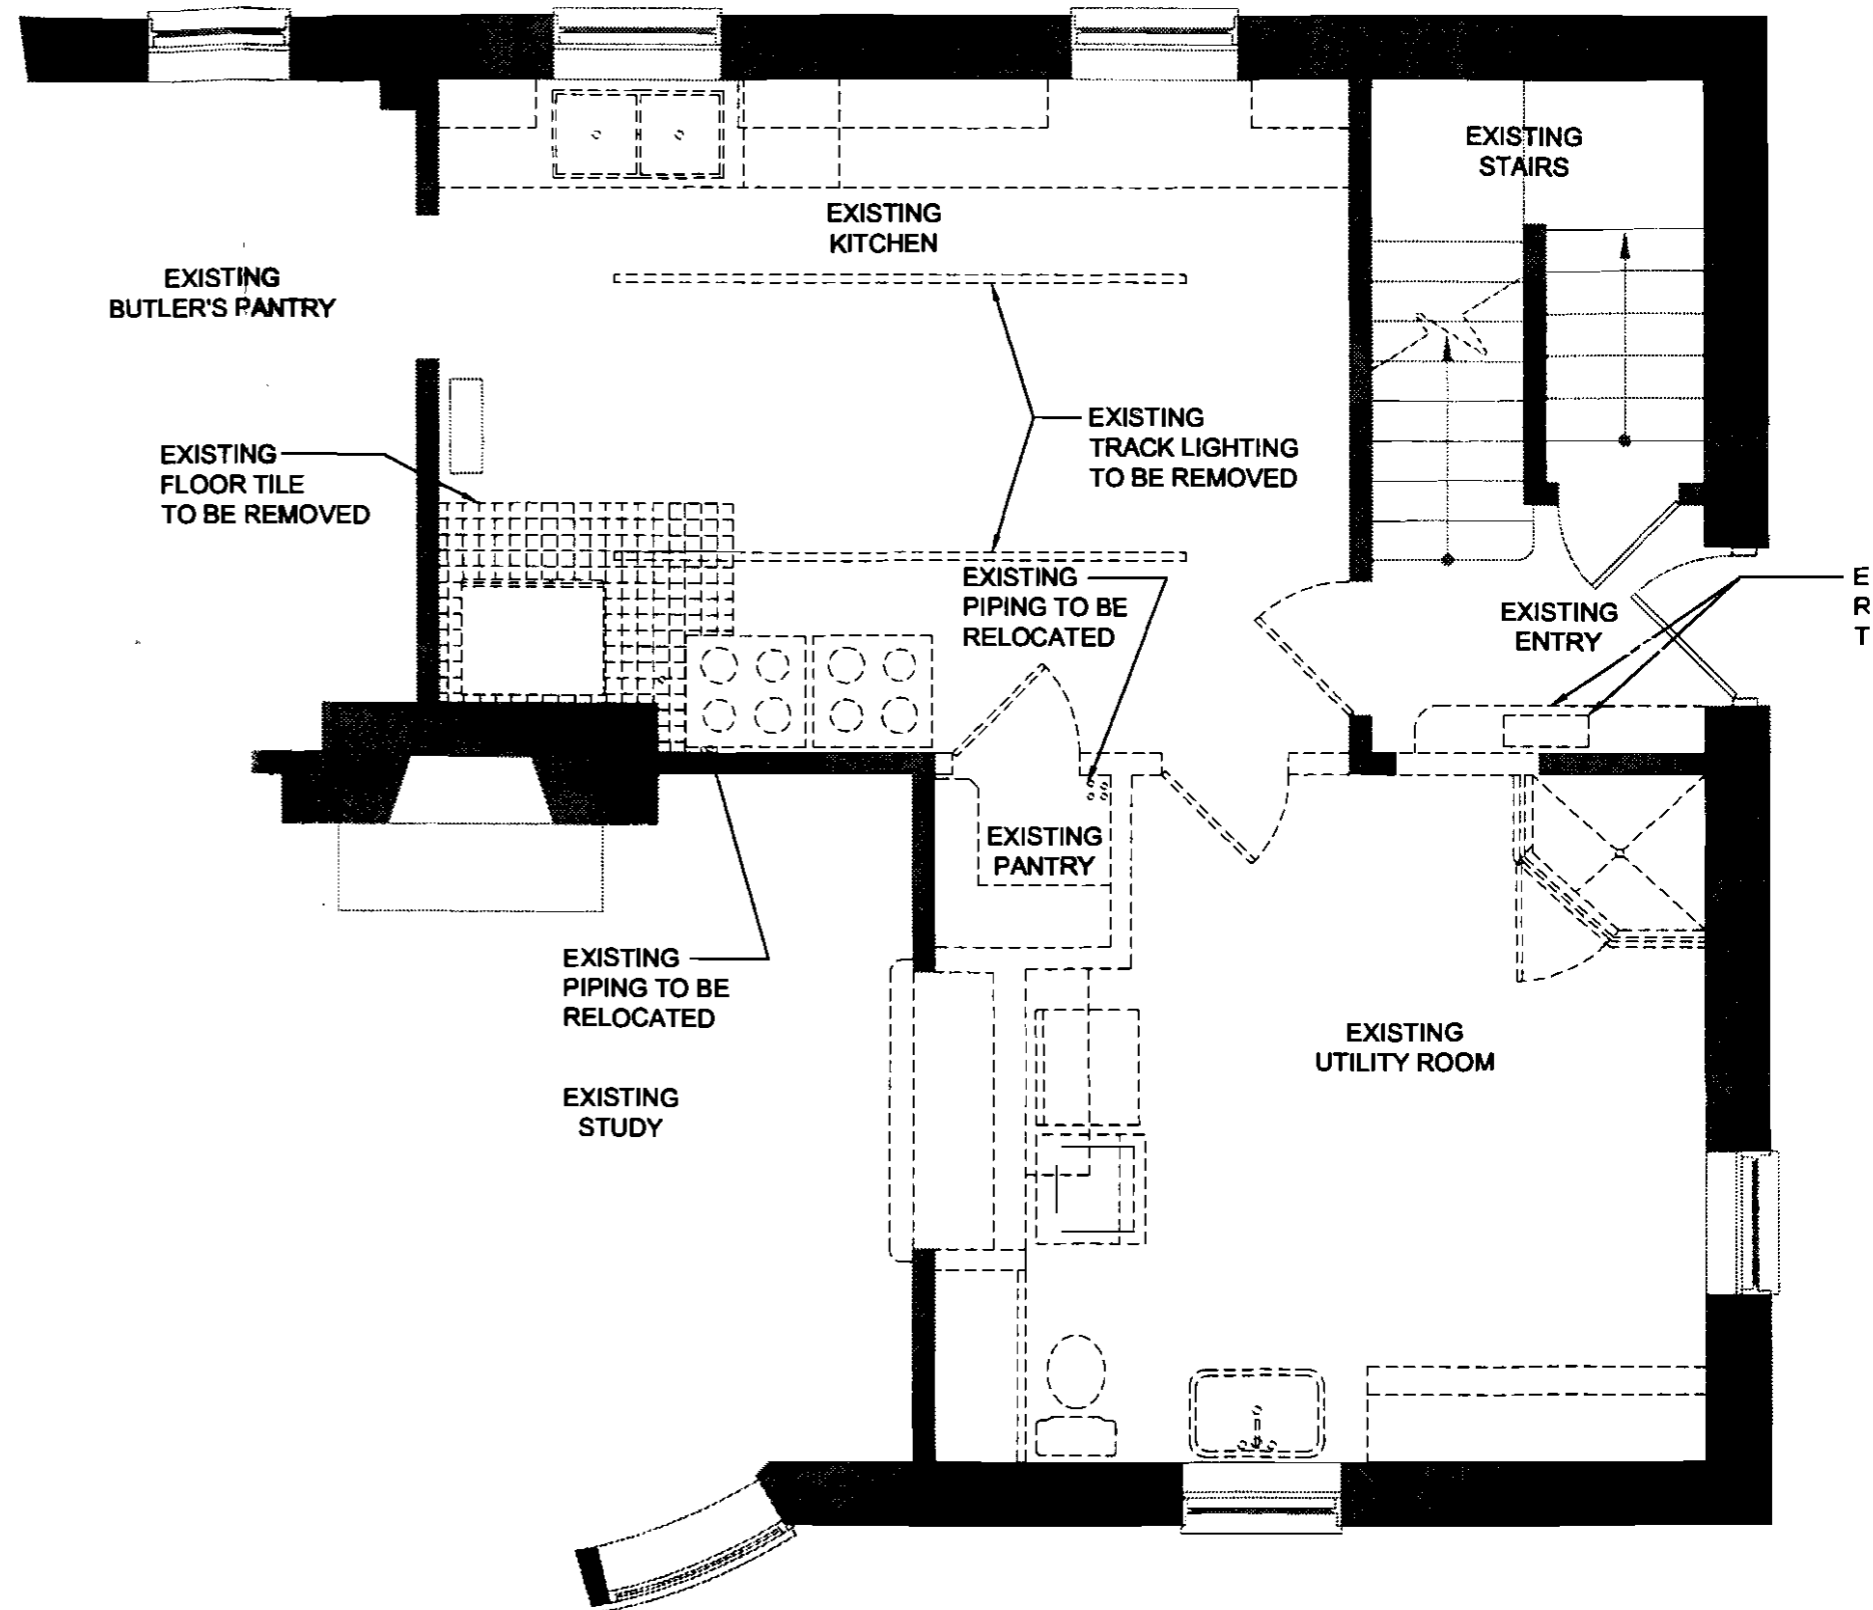 EXISTING
STAIRS
EXISTING
KITCHEN
EXISTING
BUTLER'S PANTRY
EXISTING
TRACK LIGHTING
TO BE REMOVED
EXISTING
FLOOR TILE
TO BE REMOVED
EXISTING
PIPING TO BE
RELOCATED
EXISTING
ENTRY
E
R
T
EXISTING
PANTRY
EXISTING
PIPING TO BE
RELOCATED
EXISTING
UTILITY ROOM
EXISTING
STUDY